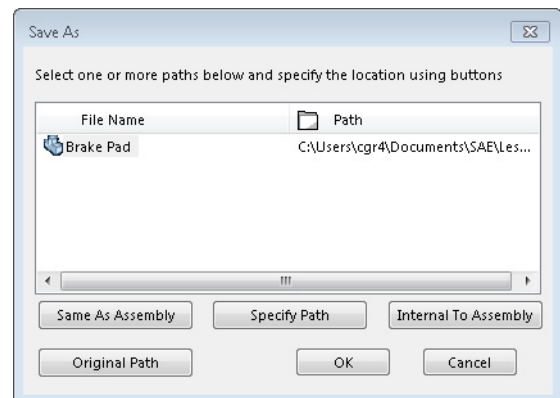 Save As
Select one or more paths below and specify the location using buttons
File Name Path
Brake Pad C:\Users\cgr4\Documents\SAE\Les...
Same As Assembly Specify Path Internal To Assembly
Original Path OK Cancel